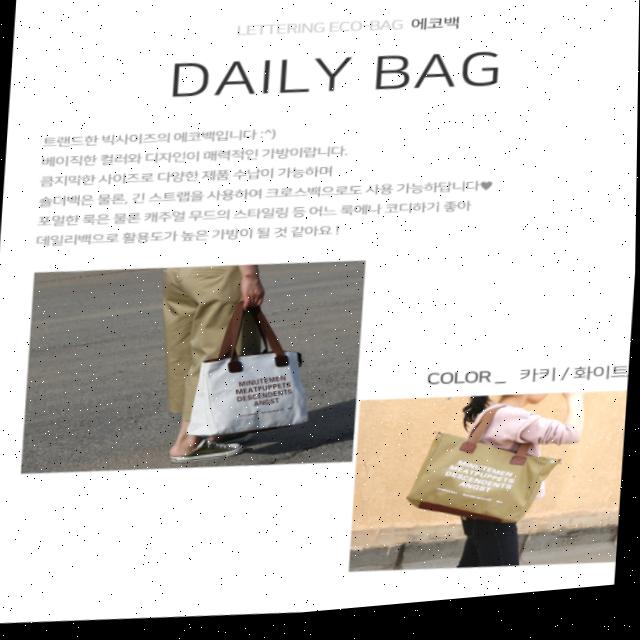 LETTERING ECO-BAG 에코백
DAILY BAG
트랜드한 빅사이즈의 에코백입니다 :^)
베이직한 컬러와 디자인이 매력적인 가방이랍니다.
큼지막한 사이즈로 다양한 제품 수납이 가능하며
숄더백은 물론, 긴 스트랩을 사용하여 크로스백으로도 사용 가능하답니다♥
포멀한 룩은 물론 캐주얼 무드의 스타일링 등 어느 룩에나 코디하기 좋아
데일리백으로 활용도가 높은 가방이 될 것 같아요!
MINUTEMEN
MEATPUPPETS
DESCENDENTS
ANGST
COLOR _ 카키 / 화이트
MINUTEMEN
MEATPUPPETS
DESCENDENTS
ANGST